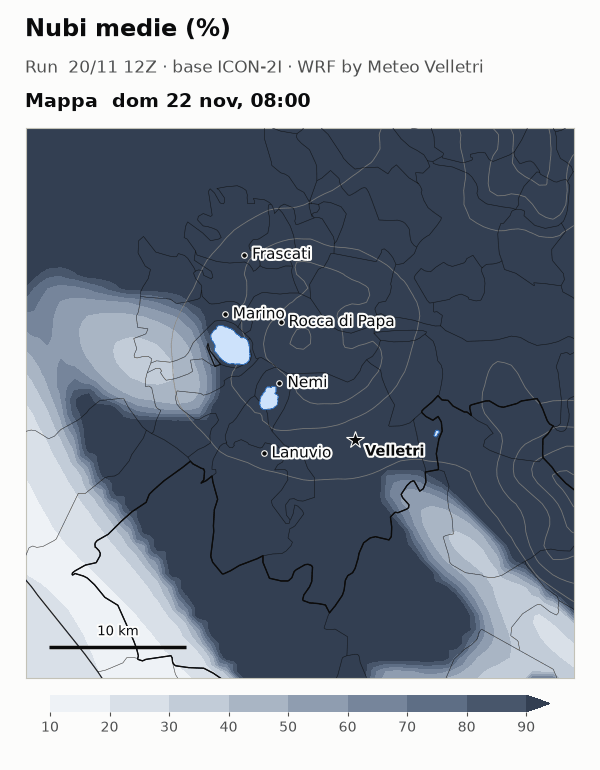 Nubi medie (%)
Run  20/11 12Z · base ICON-2I · WRF by Meteo Velletri
Mappa  dom 22 nov, 08:00
Frascati
Marino
Rocca di Papa
Nemi
Velletri
Lanuvio
10 km
10 20 30 40 50 60 70 80 90